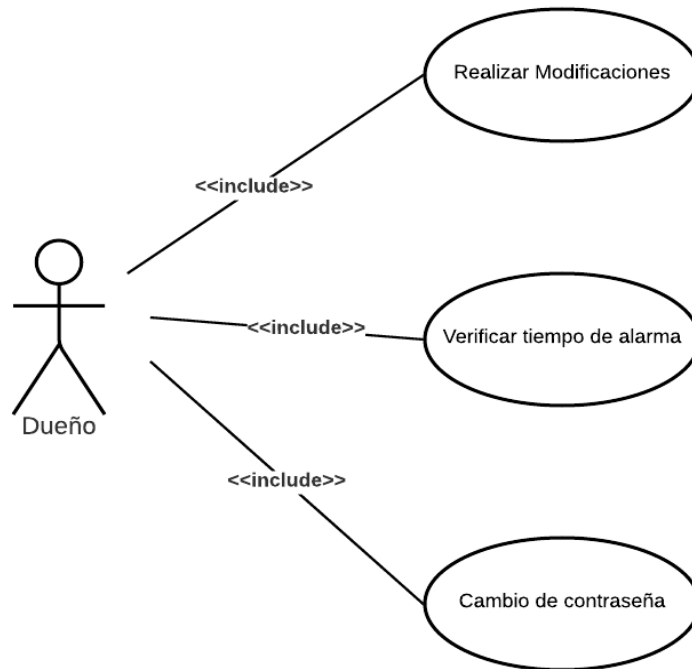 Realizar Modificaciones
<<include>>
<<include>>
Verificar tiempo de alarma
Dueño
<<include>>
Cambio de contraseña